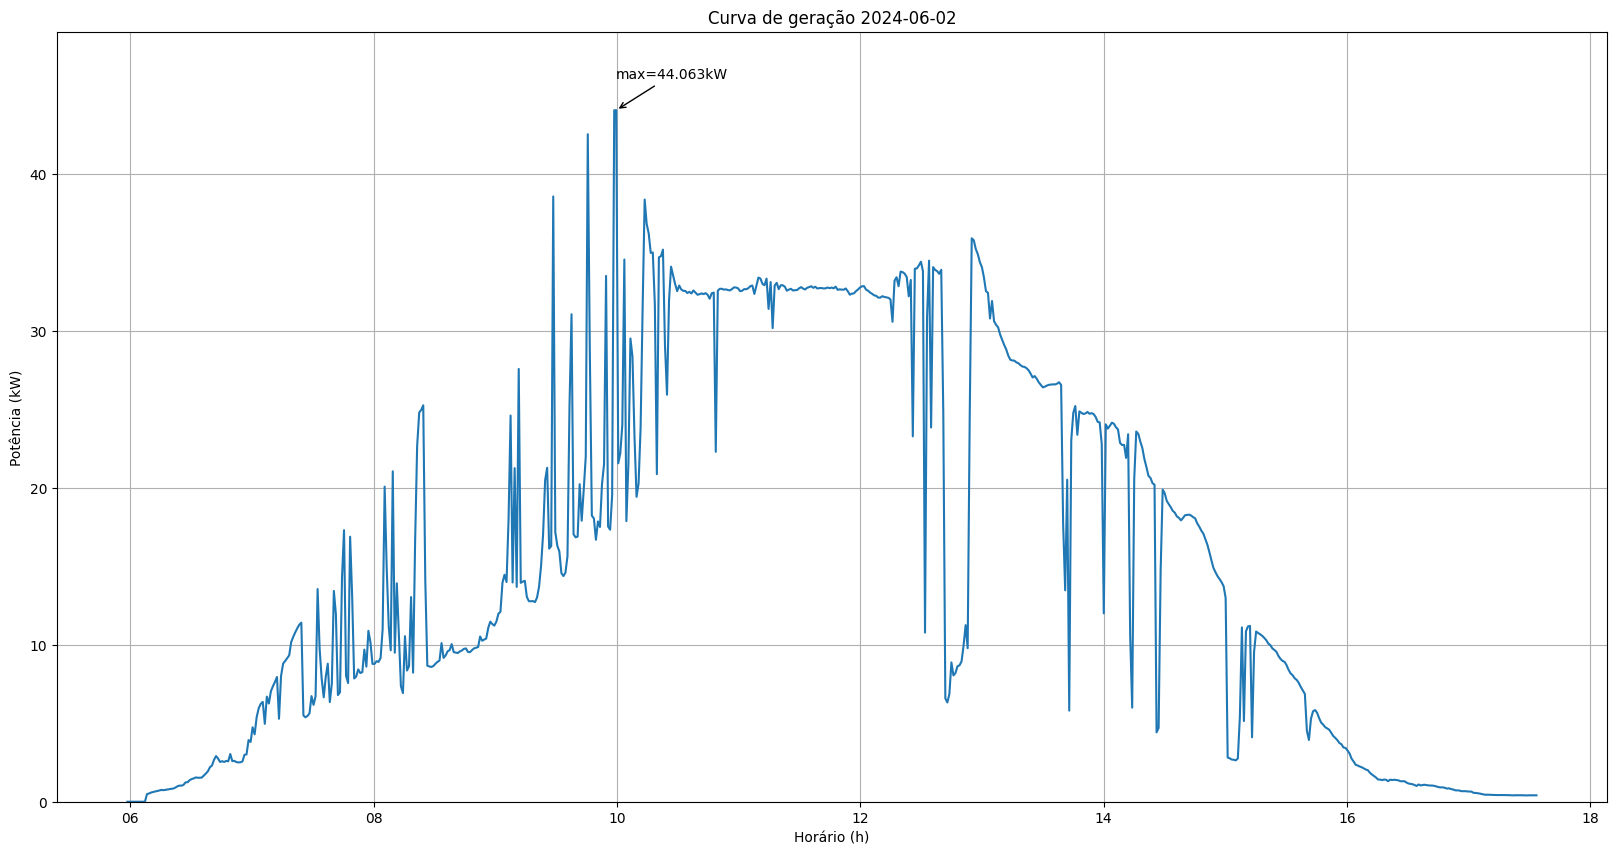 Curva de geração 2024-06-02
max=44.063kW
Potência (kW)
40
30
20
10
0
06 08 10 12 14 16 18
Horário (h)